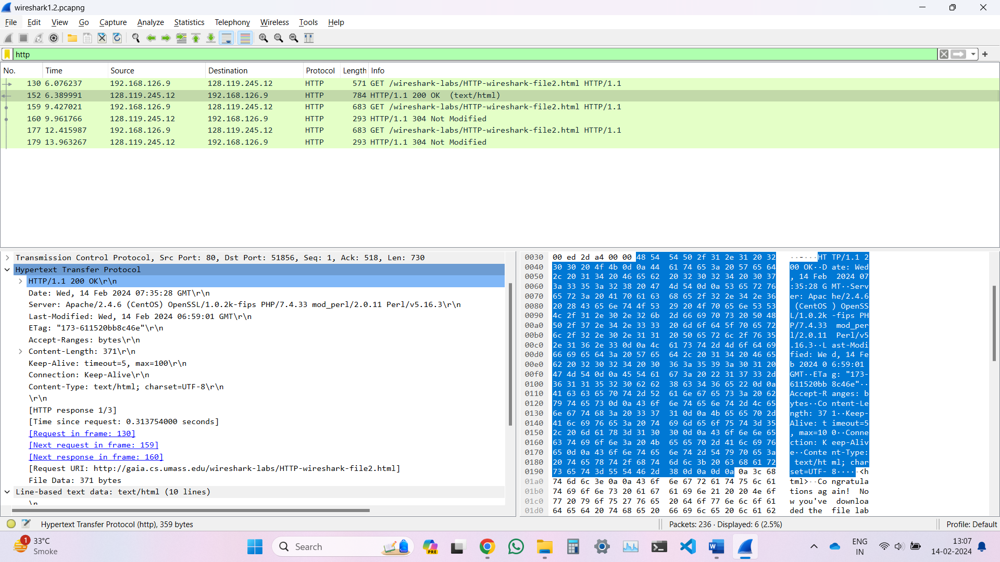 wireshark1.2.pcapng
File Edit View Go Capture Analyze Statistics Telephony Wireless Tools Help
http
No. Time Source Destination Protocol Length Info
130 6.076237 192.168.126.9 128.119.245.12 HTTP 571 GET /wireshark-labs/HTTP-wireshark-file2.html HTTP/1.1
152 6.389991 128.119.245.12 192.168.126.9 HTTP 784 HTTP/1.1 200 OK (text/html)
159 9.427021 192.168.126.9 128.119.245.12 HTTP 683 GET /wireshark-labs/HTTP-wireshark-file2.html HTTP/1.1
160 9.961766 128.119.245.12 192.168.126.9 HTTP 293 HTTP/1.1 304 Not Modified
177 12.415987 192.168.126.9 128.119.245.12 HTTP 683 GET /wireshark-labs/HTTP-wireshark-file2.html HTTP/1.1
179 13.963267 128.119.245.12 192.168.126.9 HTTP 293 HTTP/1.1 304 Not Modified
Transmission Control Protocol, Src Port: 80, Dst Port: 51856, Seq: 1, Ack: 518, Len: 730
Hypertext Transfer Protocol
HTTP/1.1 200 OK\r\n
Date: Wed, 14 Feb 2024 07:35:28 GMT\r\n
Server: Apache/2.4.6 (CentOS) OpenSSL/1.0.2k-fips PHP/7.4.33 mod_perl/2.0.11 Perl/v5.16.3\r\n
Last-Modified: Wed, 14 Feb 2024 06:59:01 GMT\r\n
ETag: "173-611520bb8c46e"\r\n
Accept-Ranges: bytes\r\n
Content-Length: 371\r\n
Keep-Alive: timeout=5, max=100\r\n
Connection: Keep-Alive\r\n
Content-Type: text/html; charset=UTF-8\r\n
\r\n
[HTTP response 1/3]
[Time since request: 0.313754000 seconds]
[Request in frame: 130]
[Next request in frame: 159]
[Next response in frame: 160]
[Request URI: http://gaia.cs.umass.edu/wireshark-labs/HTTP-wireshark-file2.html]
File Data: 371 bytes
Line-based text data: text/html (10 lines)
\n
0030 00 ed 2d a4 00 00 48 54 54 50 2f 31 2e 31 20 32 ··-···HT TP/1.1 2
0040 30 30 20 4f 4b 0d 0a 44 61 74 65 3a 20 57 65 64 00 OK··D ate: Wed
0050 2c 20 31 34 20 46 65 62 20 32 30 32 34 20 30 37 , 14 Feb 2024 07
0060 3a 33 35 3a 32 38 20 47 4d 54 0d 0a 53 65 72 76 :35:28 G MT··Serv
0070 65 72 3a 20 41 70 61 63 68 65 2f 32 2e 34 2e 36 er: Apac he/2.4.6
0080 20 28 43 65 6e 74 4f 53 29 20 4f 70 65 6e 53 53 (CentOS ) OpenSS
0090 4c 2f 31 2e 30 2e 32 6b 2d 66 69 70 73 20 50 48 L/1.0.2k -fips PH
00a0 50 2f 37 2e 34 2e 33 33 20 6d 6f 64 5f 70 65 72 P/7.4.33 mod_per
00b0 6c 2f 32 2e 30 2e 31 31 20 50 65 72 6c 2f 76 35 l/2.0.11 Perl/v5
00c0 2e 31 36 2e 33 0d 0a 4c 61 73 74 2d 4d 6f 64 69 .16.3··L ast-Modi
00d0 66 69 65 64 3a 20 57 65 64 2c 20 31 34 20 46 65 fied: We d, 14 Fe
00e0 62 20 32 30 32 34 20 30 36 3a 35 39 3a 30 31 20 b 2024 0 6:59:01
00f0 47 4d 54 0d 0a 45 54 61 67 3a 20 22 31 37 33 2d GMT··ETa g: "173-
0100 36 31 31 35 32 30 62 62 38 63 34 36 65 22 0d 0a 611520bb 8c46e"··
0110 41 63 63 65 70 74 2d 52 61 6e 67 65 73 3a 20 62 Accept-R anges: b
0120 79 74 65 73 0d 0a 43 6f 6e 74 65 6e 74 2d 4c 65 ytes··Co ntent-Le
0130 6e 67 74 68 3a 20 33 37 31 0d 0a 4b 65 65 70 2d ngth: 37 1··Keep-
0140 41 6c 69 76 65 3a 20 74 69 6d 65 6f 75 74 3d 35 Alive: t imeout=5
0150 2c 20 6d 61 78 3d 31 30 30 0d 0a 43 6f 6e 6e 65 , max=10 0··Conne
0160 63 74 69 6f 6e 3a 20 4b 65 65 70 2d 41 6c 69 76 ction: K eep-Aliv
0170 65 0d 0a 43 6f 6e 74 65 6e 74 2d 54 79 70 65 3a e··Conte nt-Type:
0180 20 74 65 78 74 2f 68 74 6d 6c 3b 20 63 68 61 72 text/ht ml; char
0190 73 65 74 3d 55 54 46 2d 38 0d 0a 0d 0a 0a 3c 68 set=UTF- 8·····<h
01a0 74 6d 6c 3e 0a 0a 43 6f 6e 67 72 61 74 75 6c 61 tml>··Co ngratula
01b0 74 69 6f 6e 73 20 61 67 61 69 6e 21 20 20 4e 6f tions ag ain! No
01c0 77 20 79 6f 75 27 76 65 20 64 6f 77 6e 6c 6f 61 w you've downloa
01d0 64 65 64 20 74 68 65 20 66 69 6c 65 20 6c 61 62 ded the file lab
Hypertext Transfer Protocol (http), 359 bytes
Packets: 236 · Displayed: 6 (2.5%)
Profile: Default
1
33°C
Smoke
Search
PRE
ENG
IN
13:07
14-02-2024